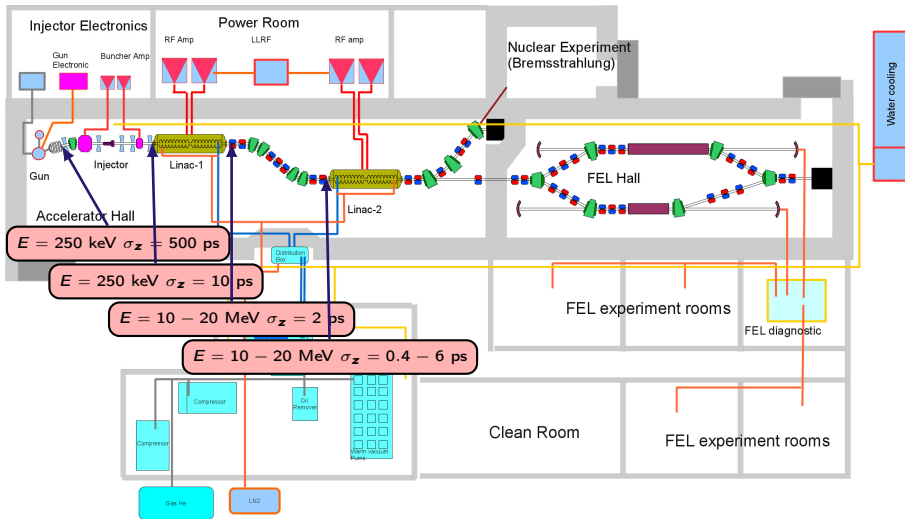 Injector Electronics
Power Room
RF Amp
LLRF
RF amp
Gun
Electronic
Buncher Amp
Nuclear Experiment
(Bremsstrahlung)
Water cooling
Gun
Injector
Linac-1
Linac-2
FEL Hall
Accelerator Hall
E = 250 keV σz = 500 ps
E = 250 keV σz = 10 ps
E = 10 − 20 MeV σz = 2 ps
E = 10 − 20 MeV σz = 0.4 − 6 ps
Distribution
Box
FEL experiment rooms
FEL diagnostic
Compressor
Oil
Remover
Compressor
Warm Vacuum
Pump
Clean Room
FEL experiment rooms
Gas He
LN2